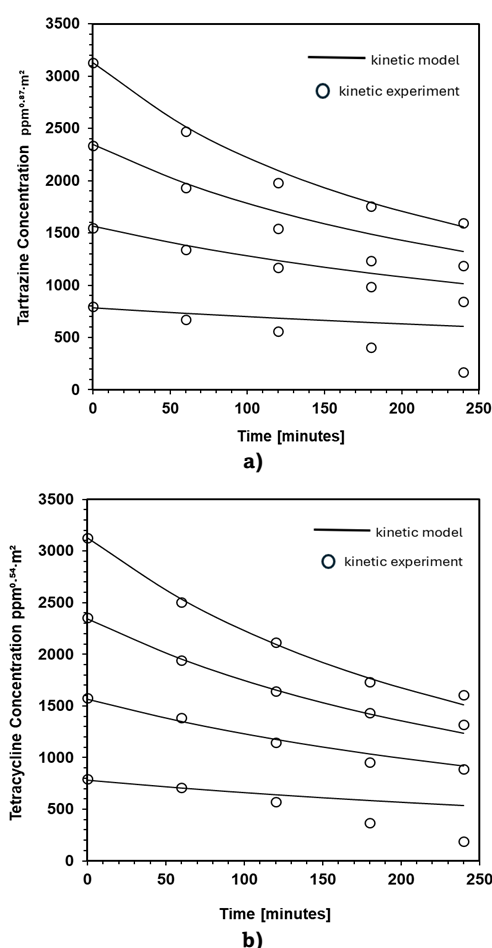 3500
3000
2500
2000
1500
1000
500
0
Tartrazine Concentration ppm⁰·⁸⁷·m²
kinetic model
kinetic experiment
0 50 100 150 200 250
Time [minutes]
a)
3500
3000
2500
2000
1500
1000
500
0
Tetracycline Concentration ppm⁰·⁵⁴·m²
kinetic model
kinetic experiment
0 50 100 150 200 250
Time [minutes]
b)